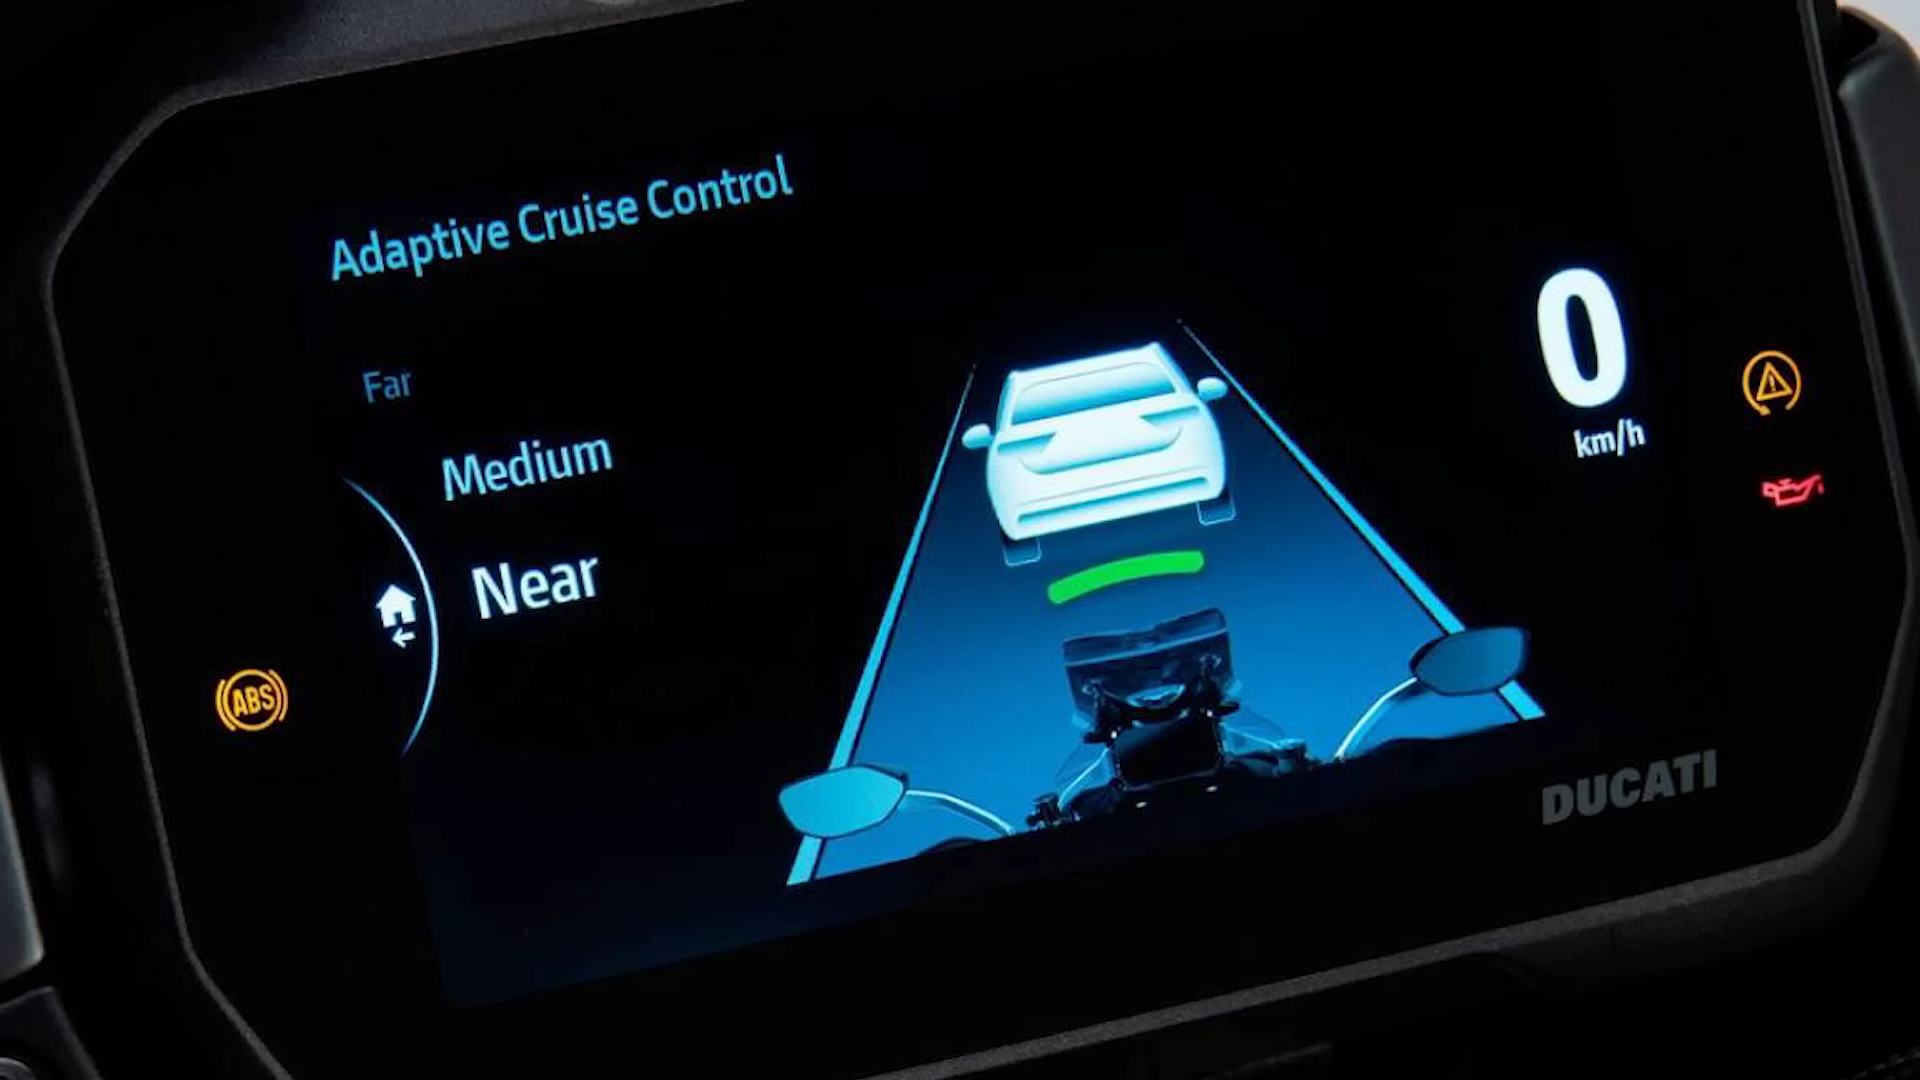 Adaptive Cruise Control
Far
Medium
Near
0
km/h
ABS
DUCATI